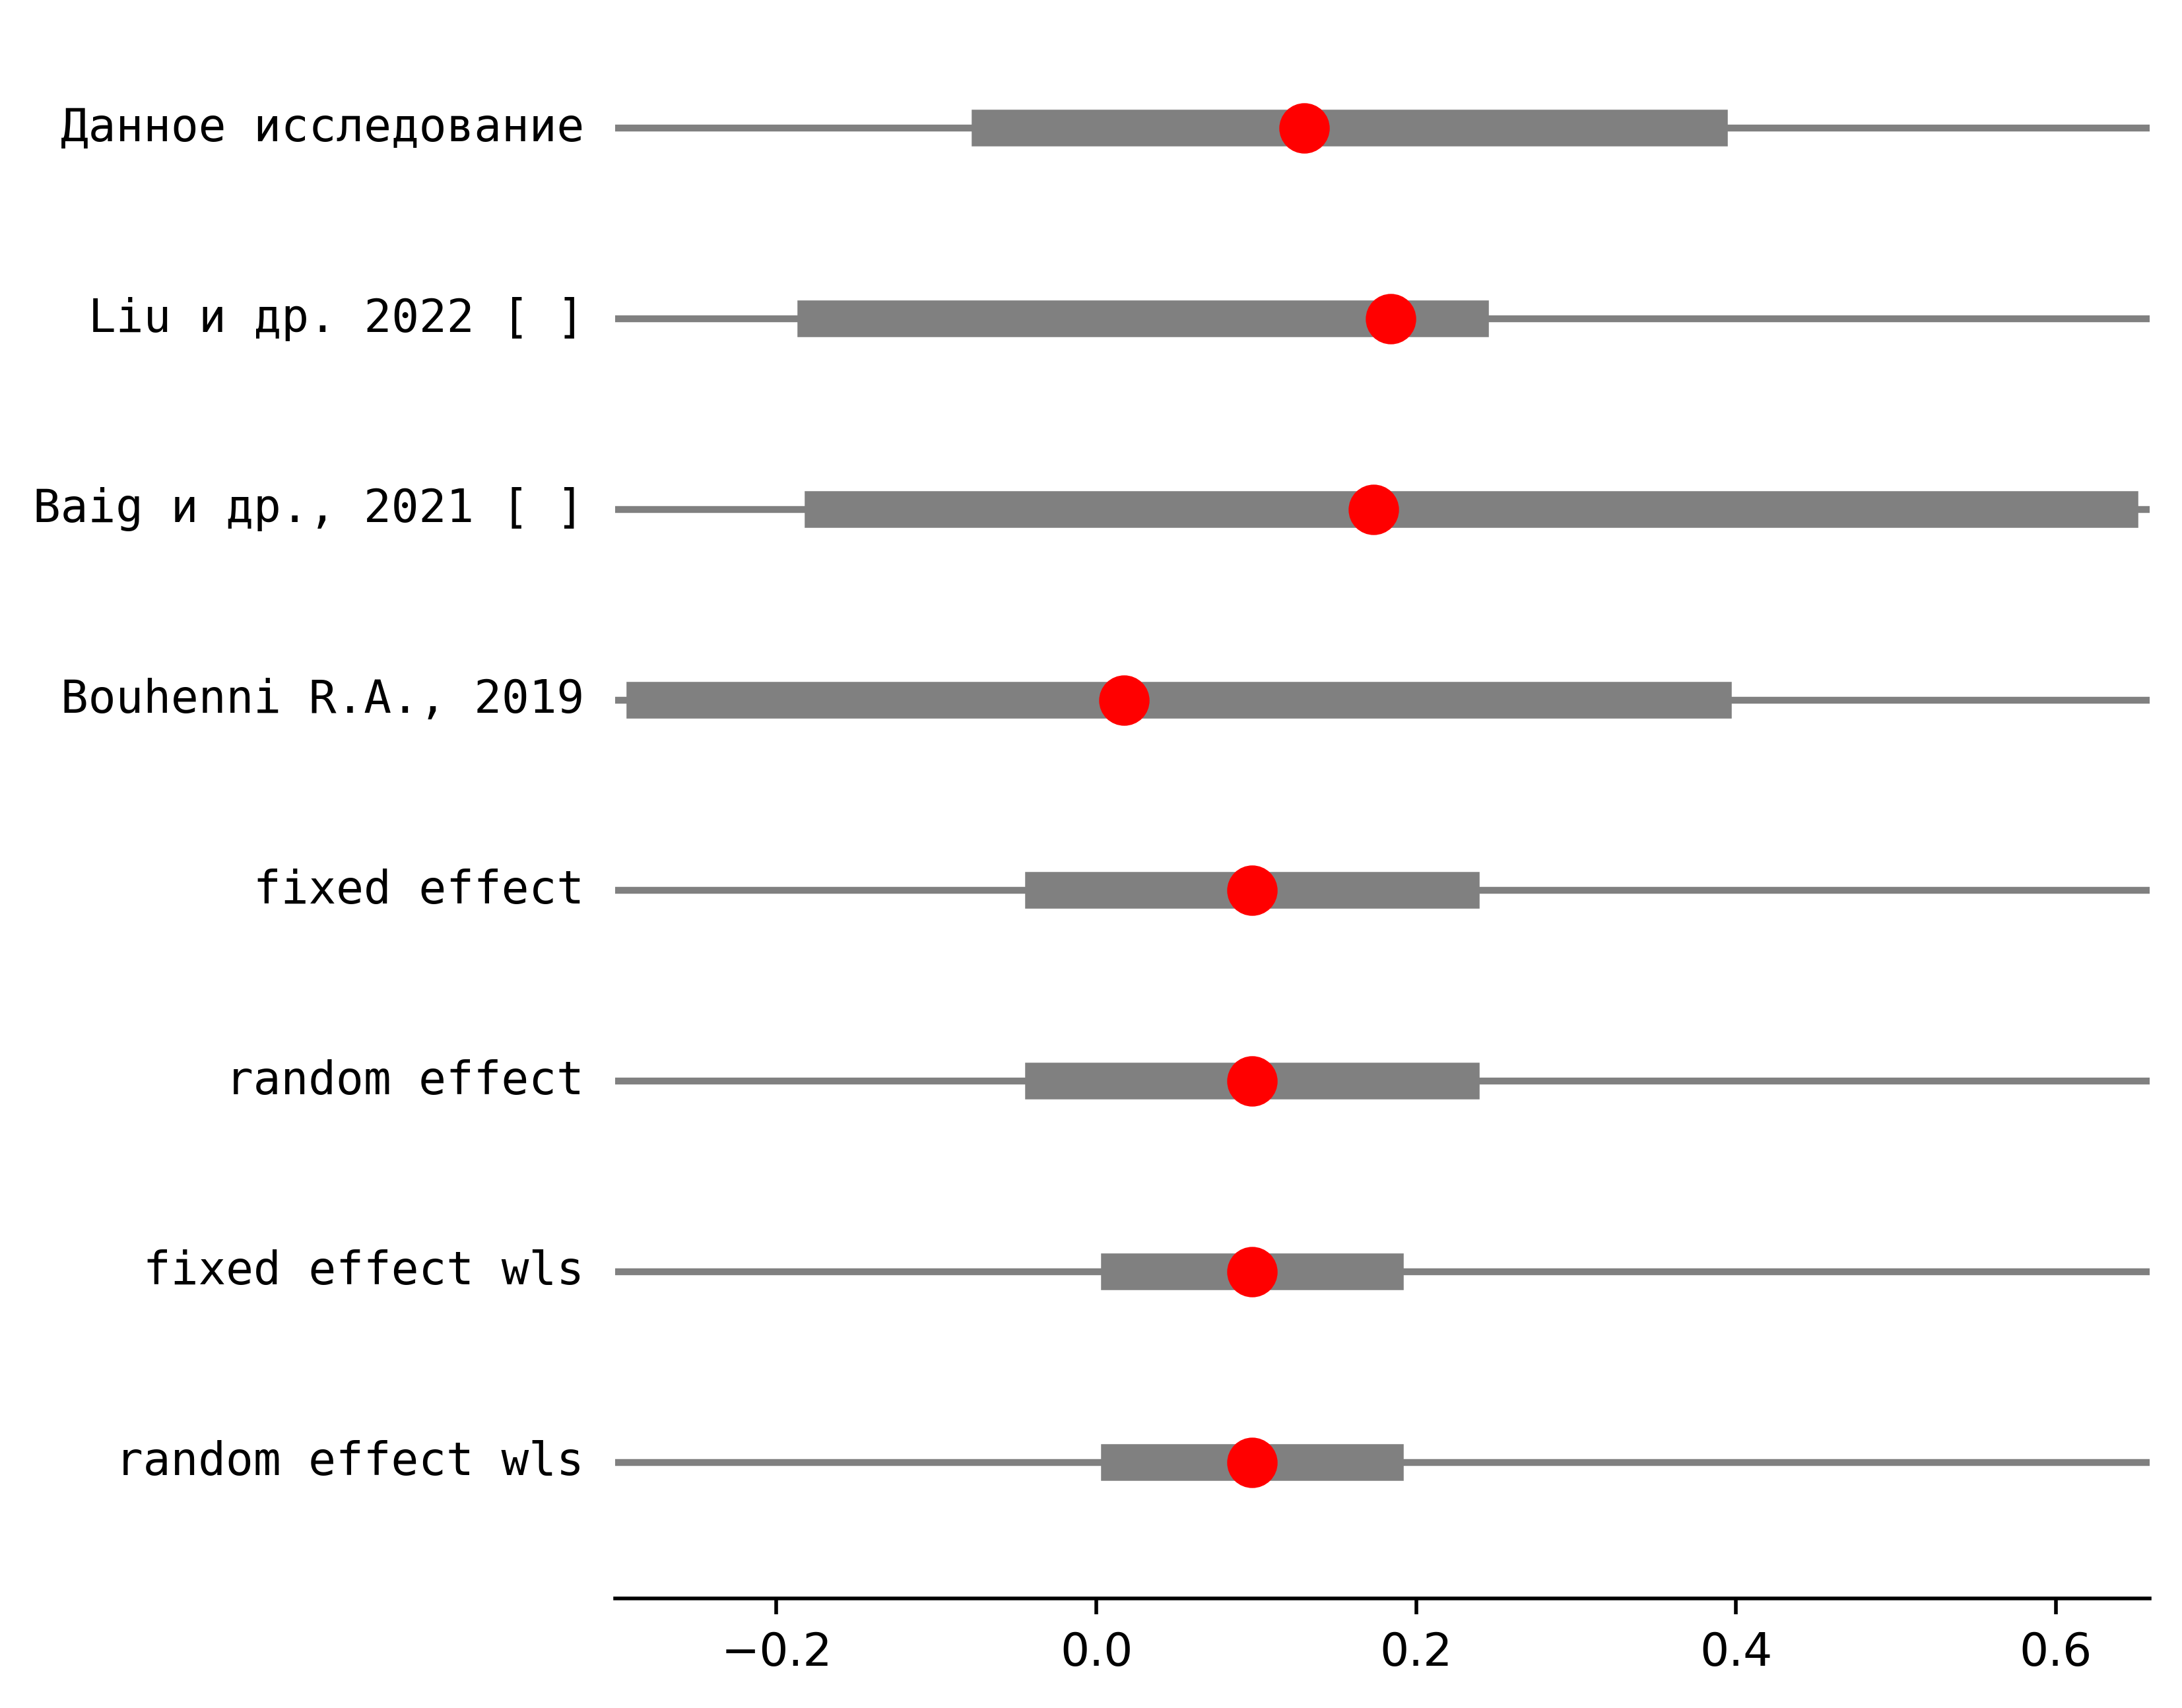 Данное исследование
Liu и др. 2022 [ ]
Baig и др., 2021 [ ]
Bouhenni R.A., 2019
fixed effect
random effect
fixed effect wls
random effect wls
−0.2 0.0 0.2 0.4 0.6